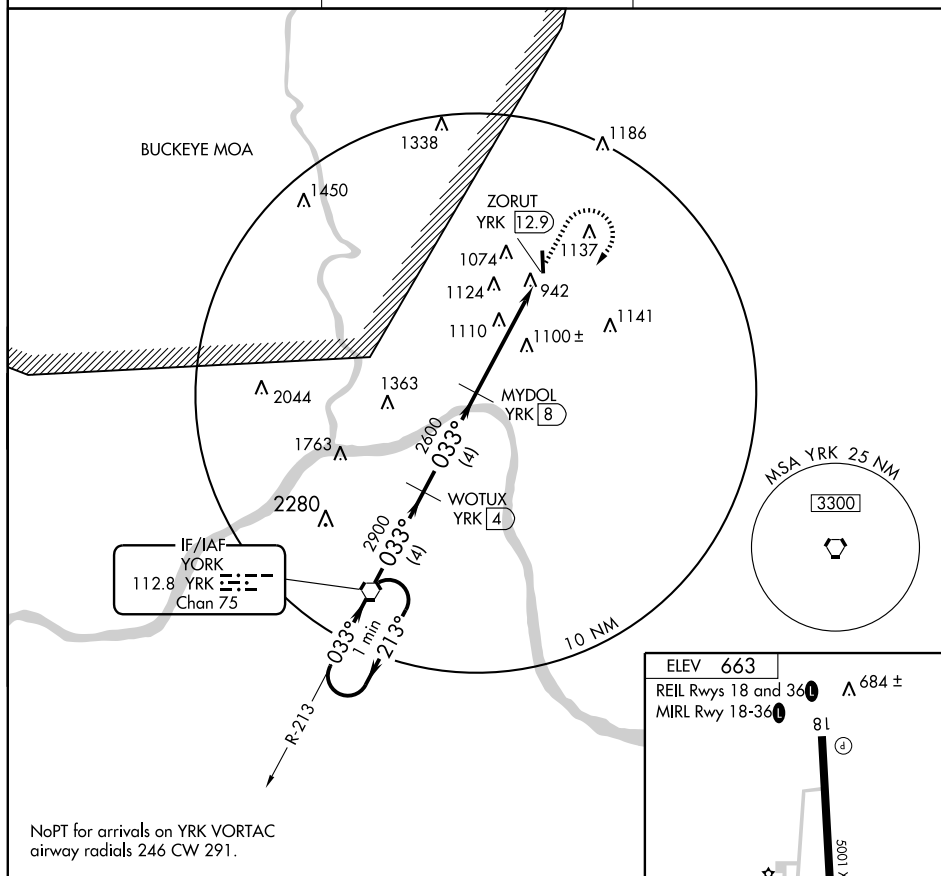 BUCKEYE MOA
1338
1186
1450
ZORUT
YRK 12.9
1137
1074
1124
942
1110
1100 ±
1141
2044
1363
MYDOL
YRK 8
2600
033°
(4)
1763
WOTUX
YRK 4
MSA YRK 25 NM
3300
2280
2900
033°
(4)
IF/IAF
YORK
112.8 YRK
Chan 75
033°
1 min
213°
10 NM
R-213
NoPT for arrivals on YRK VORTAC
airway radials 246 CW 291.
ELEV 663
REIL Rwys 18 and 36 L
684 ±
MIRL Rwy 18-36 L
18
P
5001 X